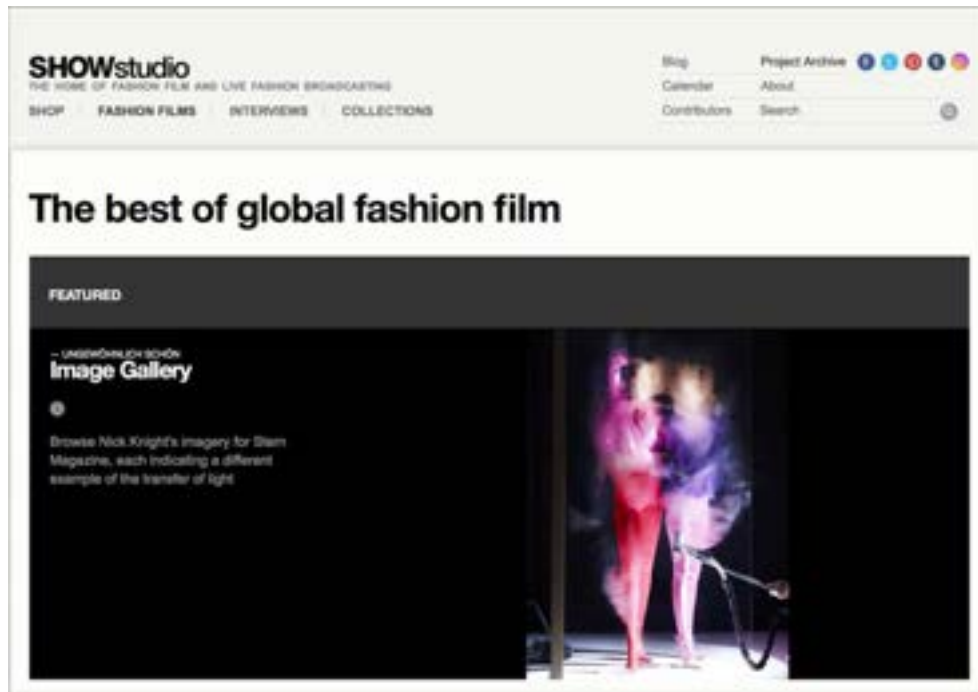 SHOWstudio
THE HOME OF FASHION FILM AND LIVE FASHION BROADCASTING
SHOP FASHION FILMS INTERVIEWS COLLECTIONS
Blog Project Archive
Calendar About
Contributors Search
The best of global fashion film
FEATURED
— UNGEWÖHNLICH SCHÖN
Image Gallery
Browse Nick Knight's imagery for Stern
Magazine, each indicating a different
example of the transfer of light